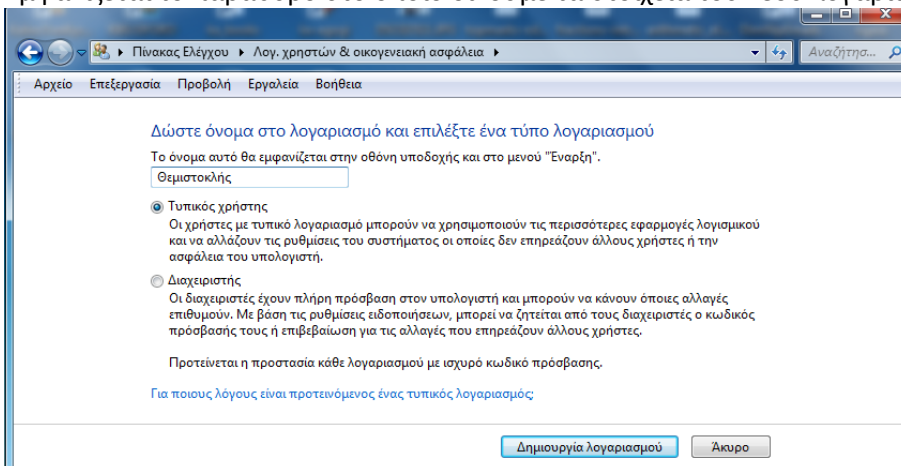 Πίνακας Ελέγχου ▸ Λογ. χρηστών & οικογενειακή ασφάλεια ▸ Αναζήτησ...
Αρχείο Επεξεργασία Προβολή Εργαλεία Βοήθεια
Δώστε όνομα στο λογαριασμό και επιλέξτε ένα τύπο λογαριασμού
Το όνομα αυτό θα εμφανίζεται στην οθόνη υποδοχής και στο μενού "Έναρξη".
Θεμιστοκλής
Τυπικός χρήστης
Οι χρήστες με τυπικό λογαριασμό μπορούν να χρησιμοποιούν τις περισσότερες εφαρμογές λογισμικού
και να αλλάζουν τις ρυθμίσεις του συστήματος οι οποίες δεν επηρεάζουν άλλους χρήστες ή την
ασφάλεια του υπολογιστή.
Διαχειριστής
Οι διαχειριστές έχουν πλήρη πρόσβαση στον υπολογιστή και μπορούν να κάνουν όποιες αλλαγές
επιθυμούν. Με βάση τις ρυθμίσεις ειδοποιήσεων, μπορεί να ζητείται από τους διαχειριστές ο κωδικός
πρόσβασής τους ή επιβεβαίωση για τις αλλαγές που επηρεάζουν άλλους χρήστες.
Προτείνεται η προστασία κάθε λογαριασμού με ισχυρό κωδικό πρόσβασης.
Για ποιους λόγους είναι προτεινόμενος ένας τυπικός λογαριασμός;
Δημιουργία λογαριασμού Άκυρο